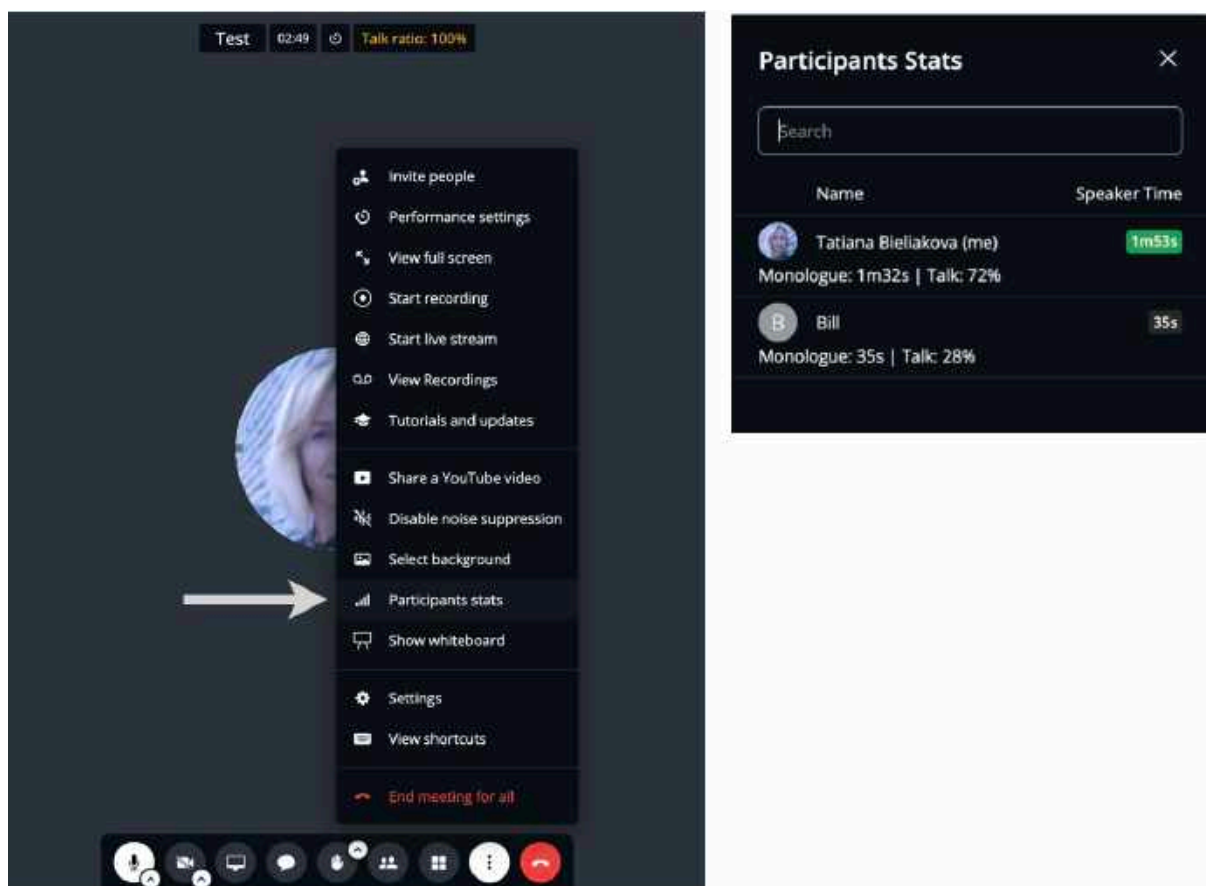 Test 02:49 Talk ratio: 100%
Invite people
Performance settings
View full screen
Start recording
Start live stream
View Recordings
Tutorials and updates
Share a YouTube video
Disable noise suppression
Select background
Participants stats
Show whiteboard
Settings
View shortcuts
End meeting for all
Participants Stats
Search
Name Speaker Time
Tatiana Bieliakova (me) 1m53s
Monologue: 1m32s | Talk: 72%
B Bill 35s
Monologue: 35s | Talk: 28%